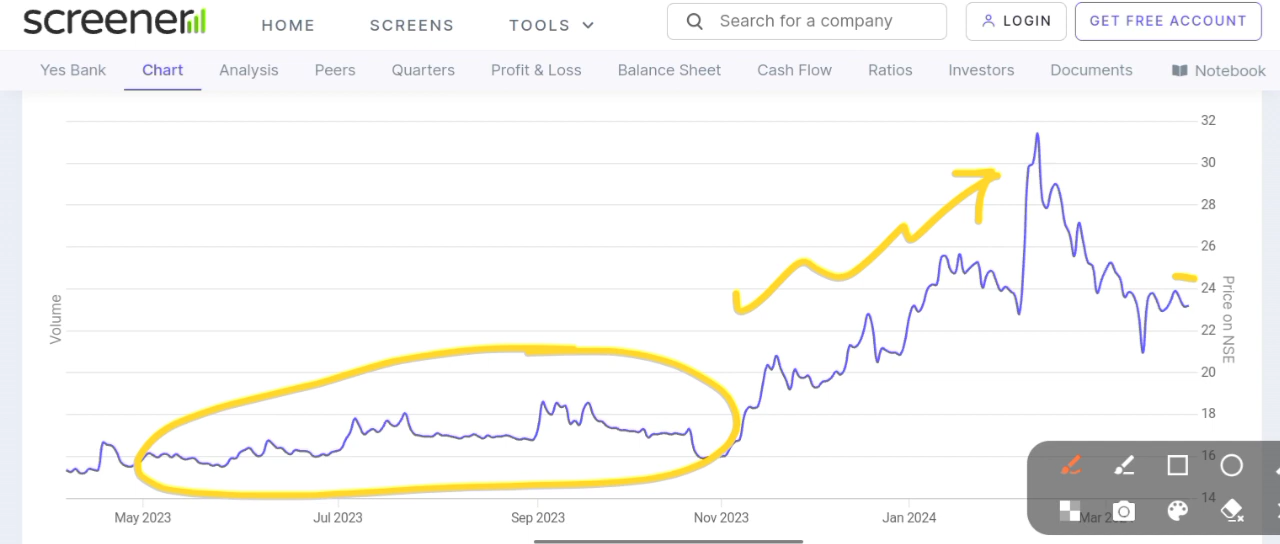 screener HOME SCREENS TOOLS Search for a company LOGIN GET FREE ACCOUNT
Yes Bank Chart Analysis Peers Quarters Profit & Loss Balance Sheet Cash Flow Ratios Investors Documents Notebook
32
30
28
26
24
22
20
18
16
14
Volume
Price on NSE
May 2023 Jul 2023 Sep 2023 Nov 2023 Jan 2024 Mar